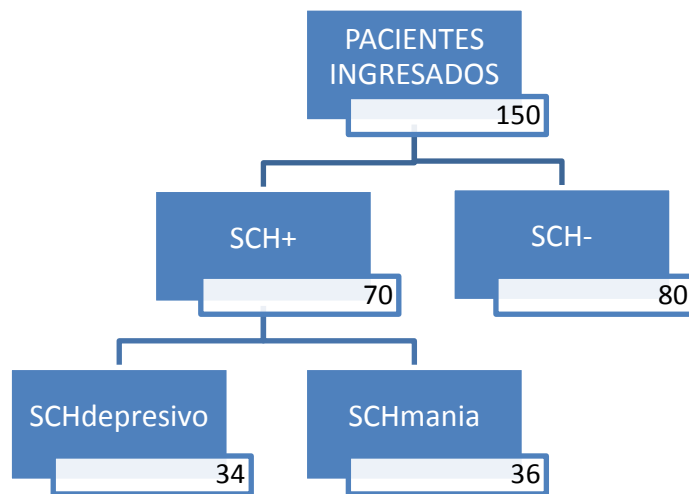 PACIENTES
INGRESADOS
150
SCH+
70
SCH-
80
SCHdepresivo
34
SCHmania
36